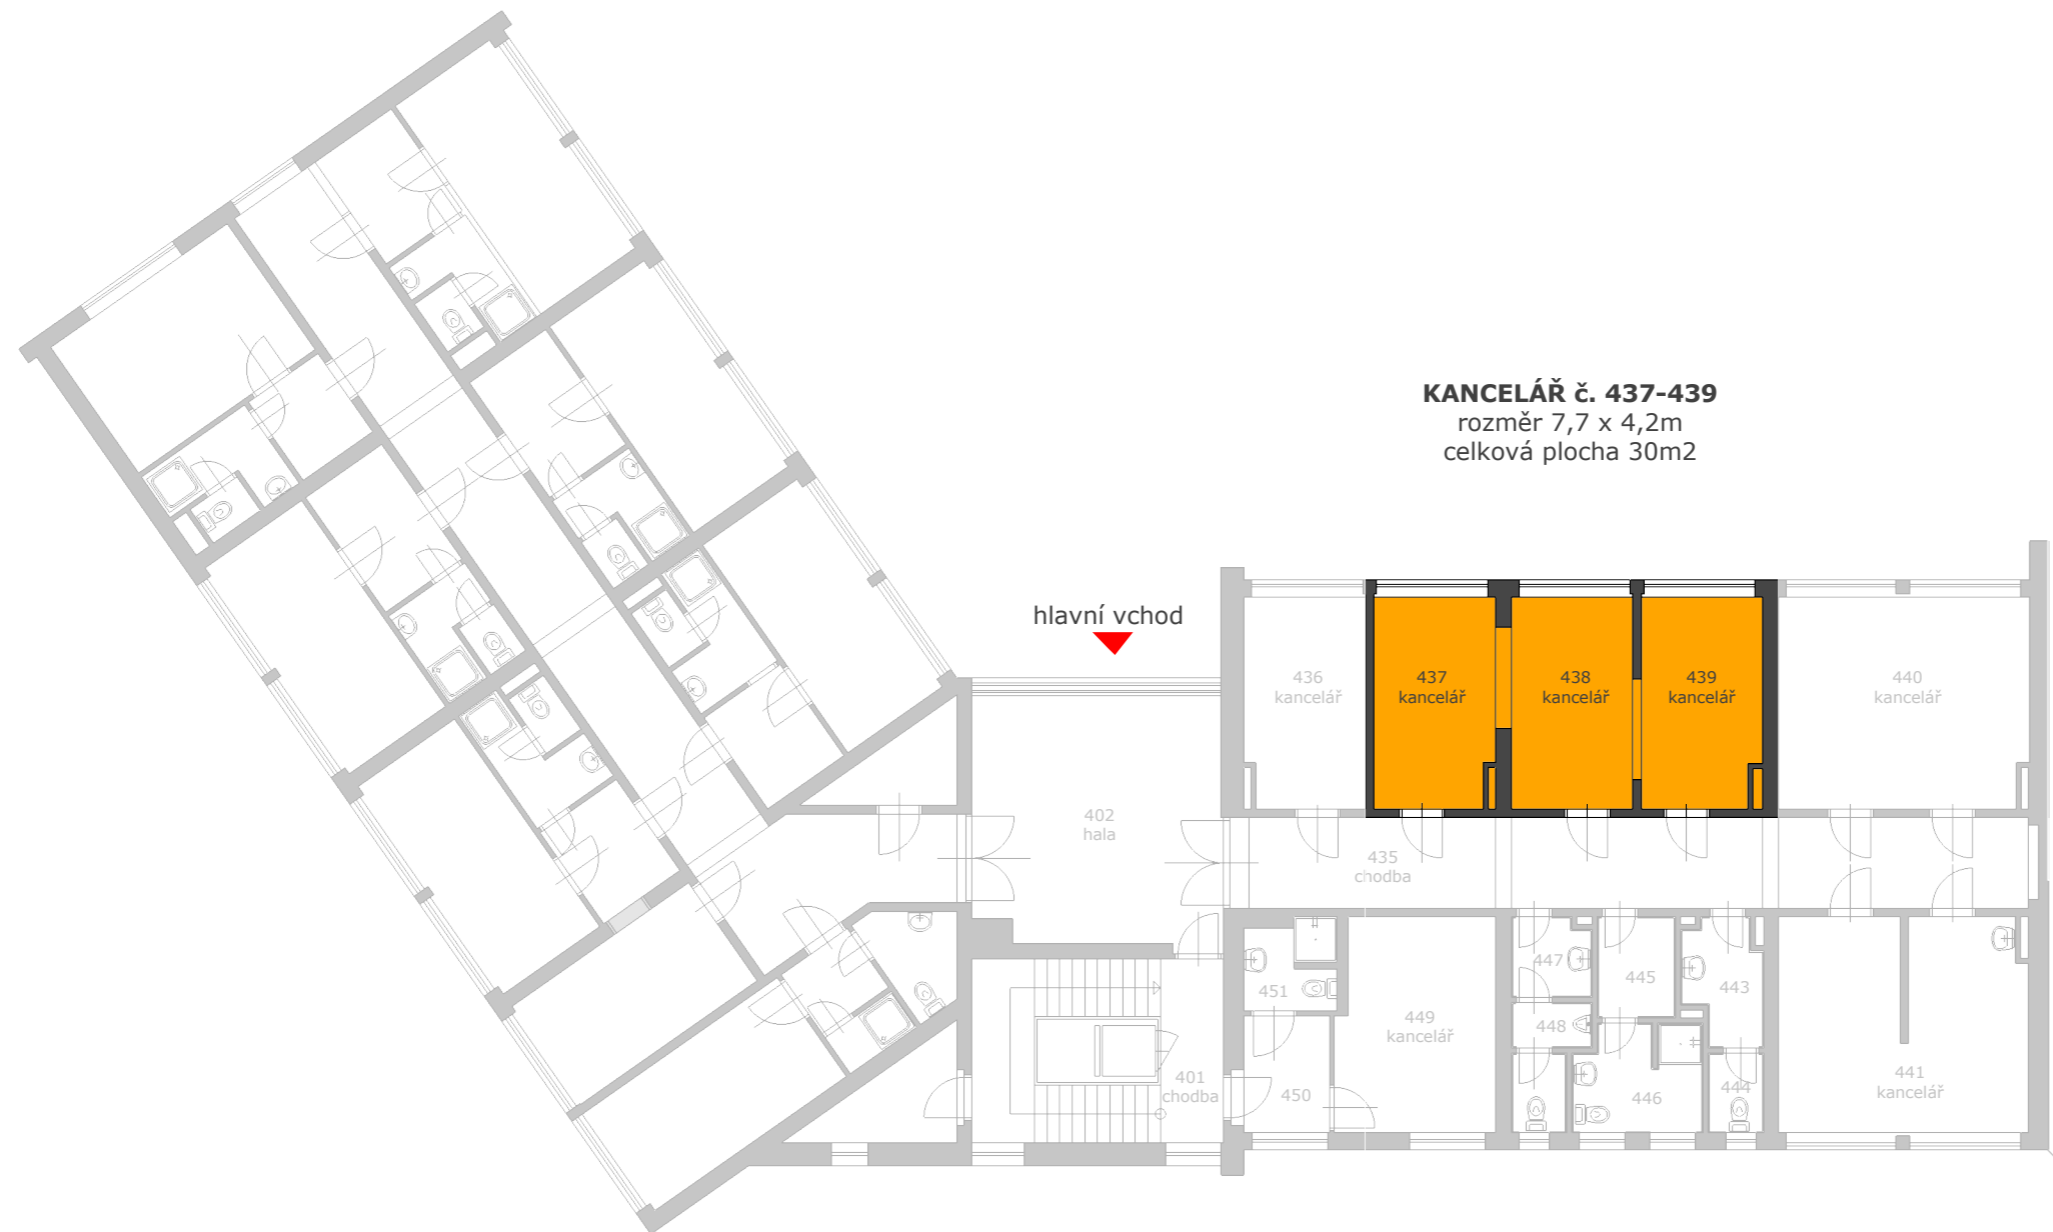 KANCELÁŘ č. 437-439
rozměr 7,7 x 4,2m
celková plocha 30m2
hlavní vchod
436
kancelář
437
kancelář
438
kancelář
439
kancelář
440
kancelář
402
hala
435
chodba
451
449
kancelář
447
448
445
443
446
444
441
kancelář
401
chodba
450